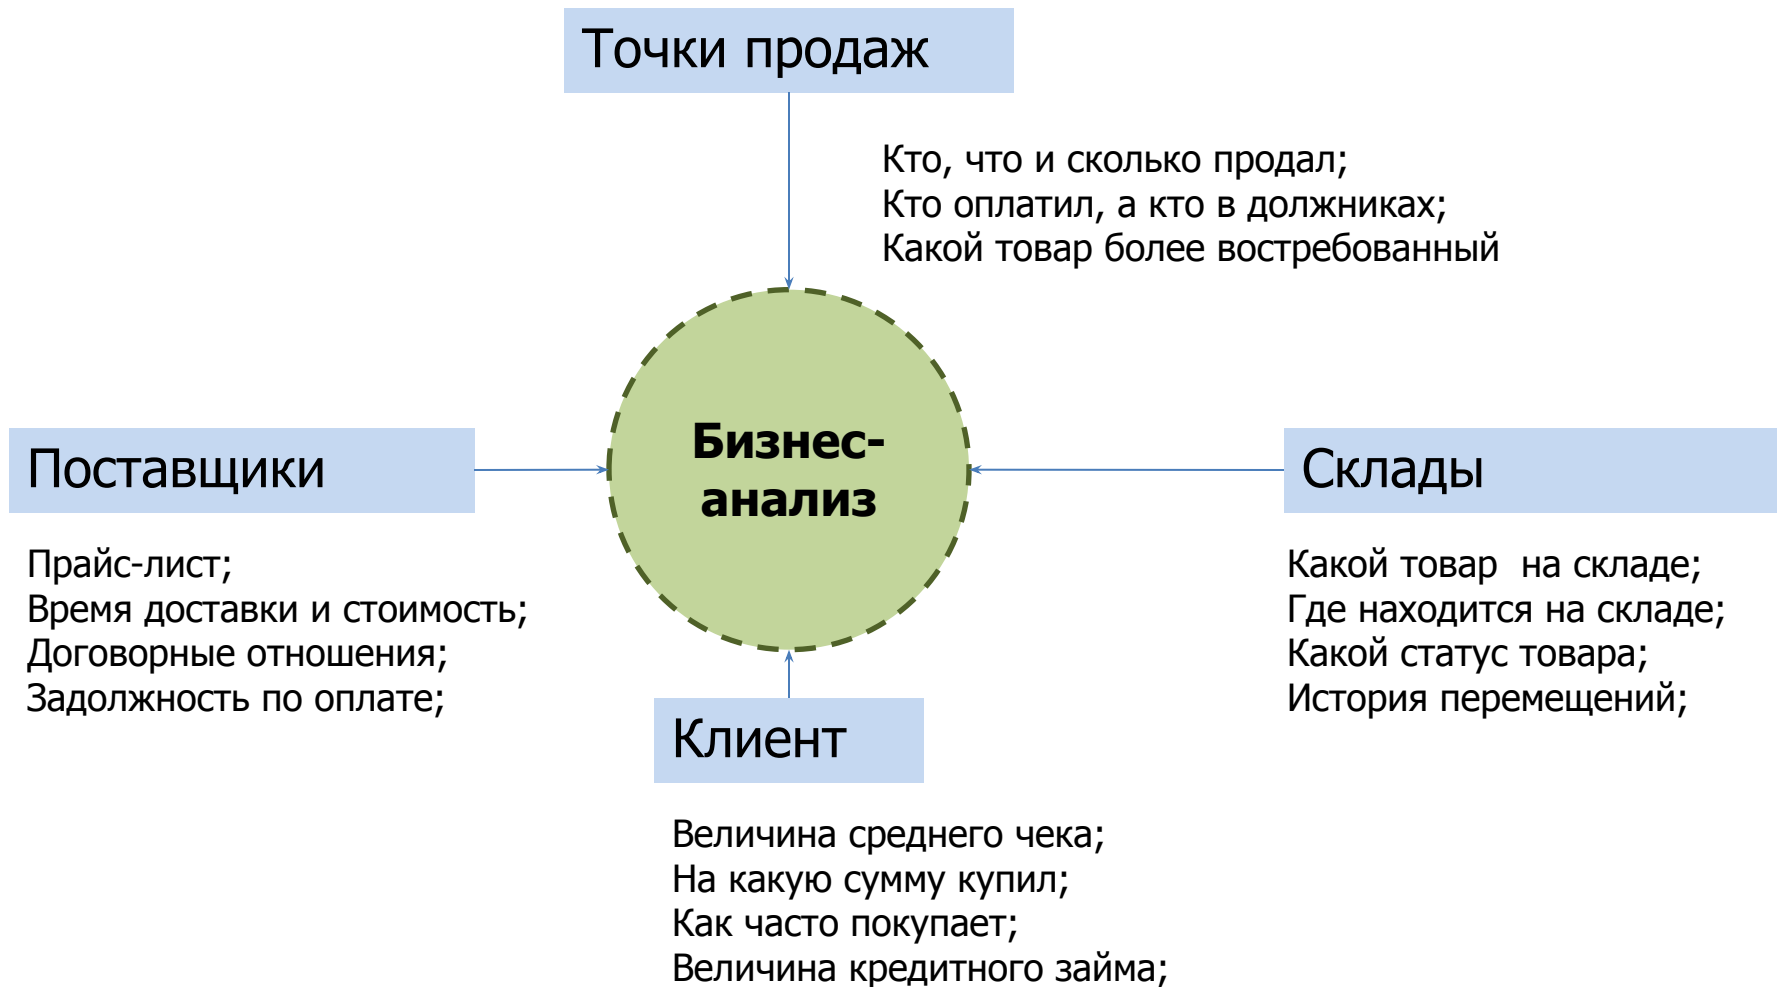 Точки продаж
Кто, что и сколько продал;
Кто оплатил, а кто в должниках;
Какой товар более востребованный
Бизнес-
анализ
Поставщики
Прайс-лист;
Время доставки и стоимость;
Договорные отношения;
Задолжность по оплате;
Склады
Какой товар  на складе;
Где находится на складе;
Какой статус товара;
История перемещений;
Клиент
Величина среднего чека;
На какую сумму купил;
Как часто покупает;
Величина кредитного займа;